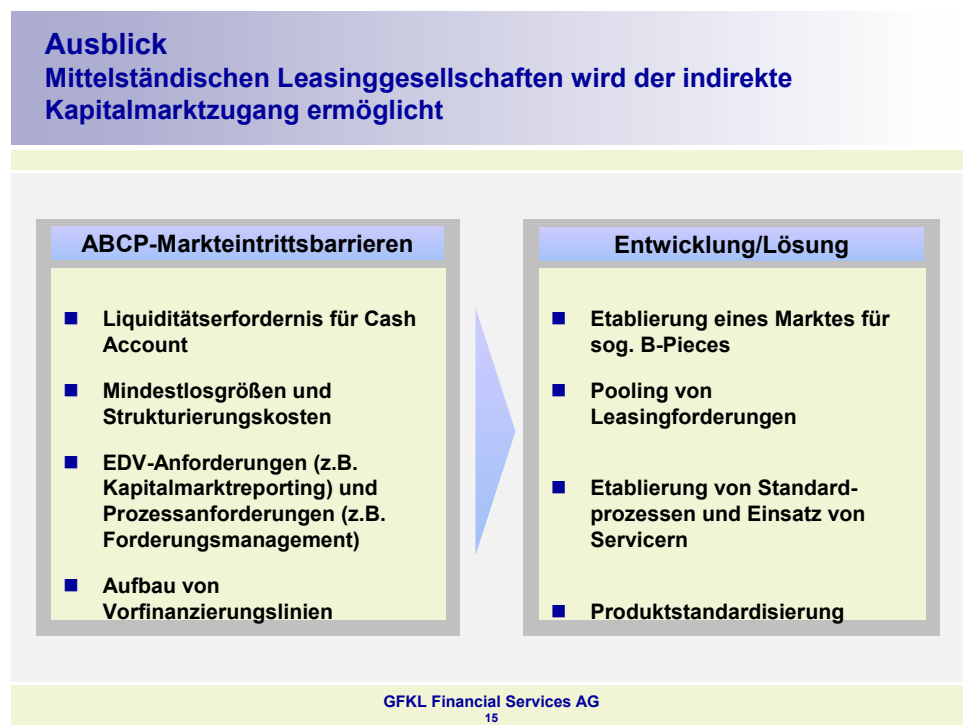 Ausblick
Mittelständischen Leasinggesellschaften wird der indirekte
Kapitalmarktzugang ermöglicht
ABCP-Markteintrittsbarrieren
Liquiditätserfordernis für Cash
Account
Mindestlosgrößen und
Strukturierungskosten
EDV-Anforderungen (z.B.
Kapitalmarktreporting) und
Prozessanforderungen (z.B.
Forderungsmanagement)
Aufbau von
Vorfinanzierungslinien
Entwicklung/Lösung
Etablierung eines Marktes für
sog. B-Pieces
Pooling von
Leasingforderungen
Etablierung von Standard-
prozessen und Einsatz von
Servicern
Produktstandardisierung
GFKL Financial Services AG
15